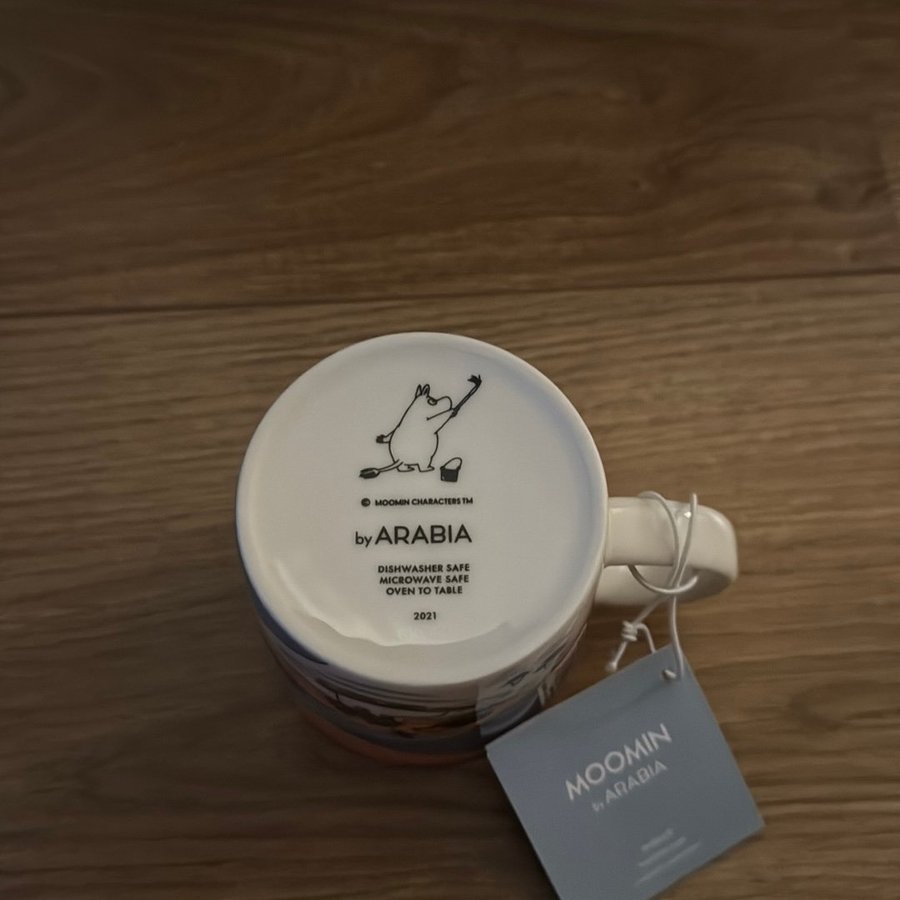 © MOOMIN CHARACTERS TM
by ARABIA
DISHWASHER SAFE
MICROWAVE SAFE
OVEN TO TABLE
2021
MOOMIN
by ARABIA